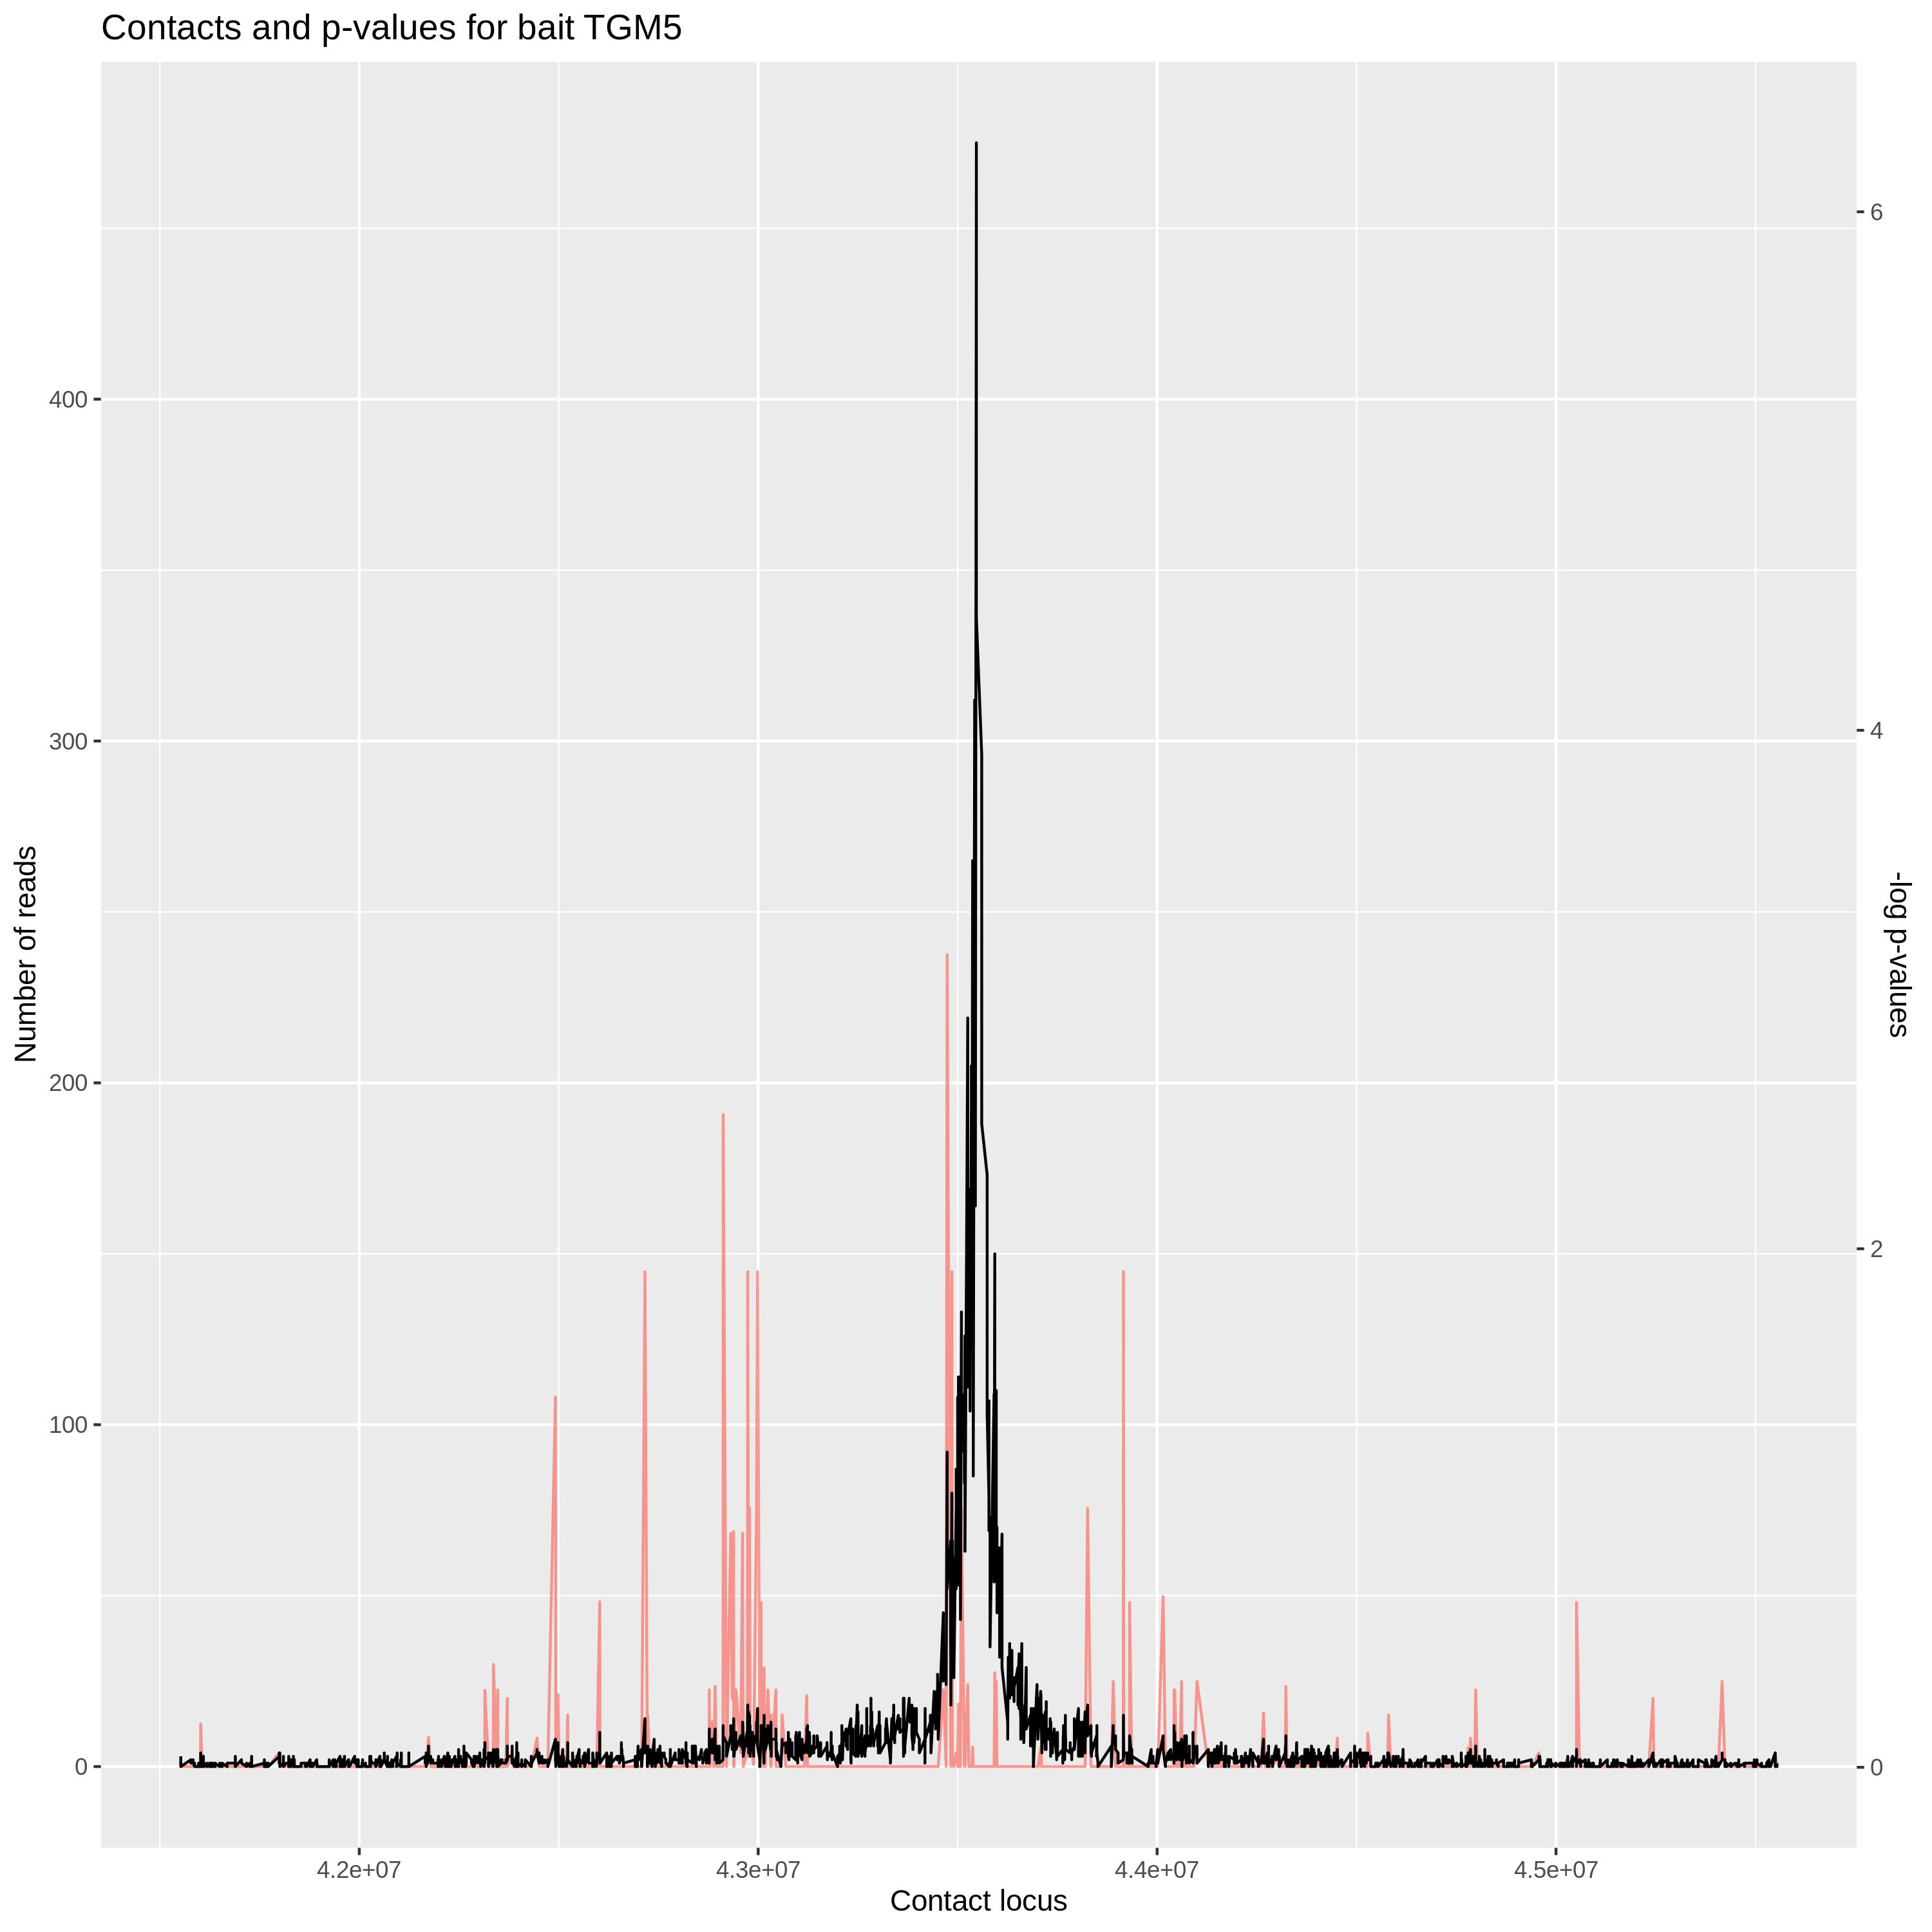 Contacts and p-values for bait TGM5
Number of reads
400
300
200
100
0
6
4
2
0
-log p-values
4.2e+07
4.3e+07
4.4e+07
4.5e+07
Contact locus